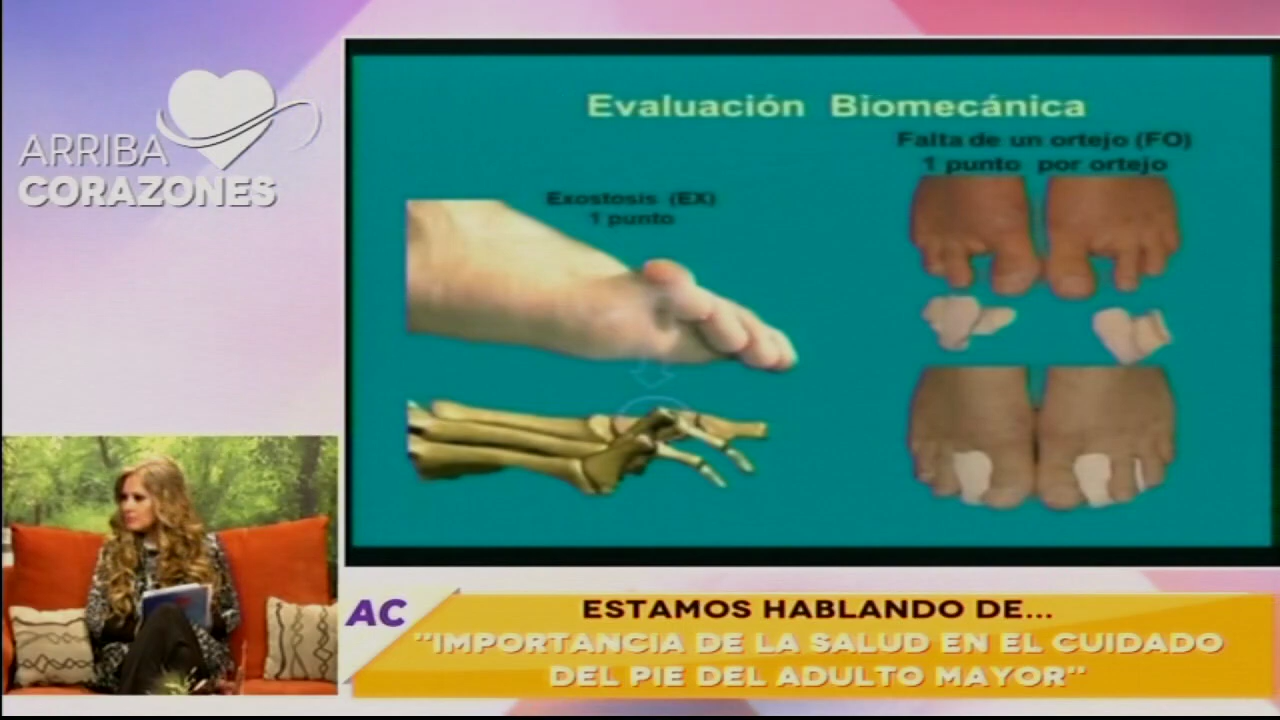 ARRIBA
CORAZONES
Evaluación Biomecánica
Falta de un ortejo (FO)
1 punto por ortejo
Exostosis (EX)
1 punto
AC
ESTAMOS HABLANDO DE...
"IMPORTANCIA DE LA SALUD EN EL CUIDADO
DEL PIE DEL ADULTO MAYOR"